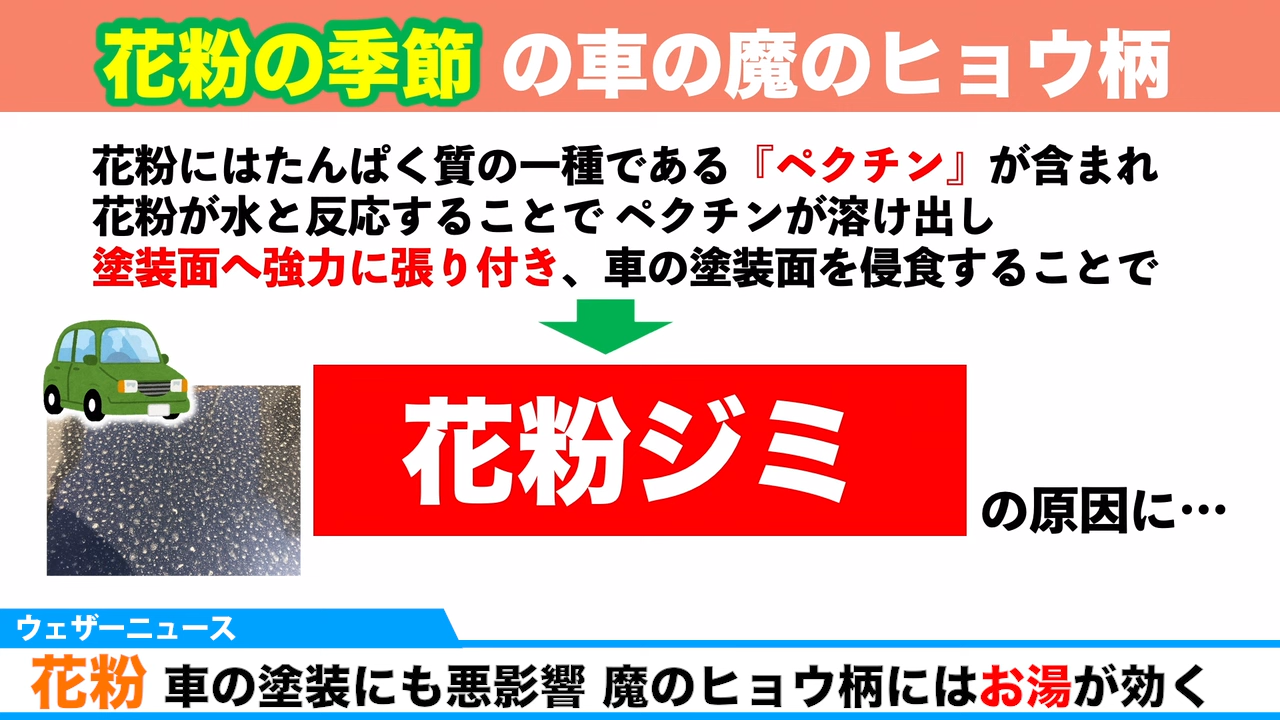 花粉の季節の車の魔のヒョウ柄
花粉にはたんぱく質の一種である『ペクチン』が含まれ
花粉が水と反応することで ペクチンが溶け出し
塗装面へ強力に張り付き、車の塗装面を侵食することで
花粉ジミ
の原因に…
ウェザーニュース
花粉 車の塗装にも悪影響 魔のヒョウ柄にはお湯が効く